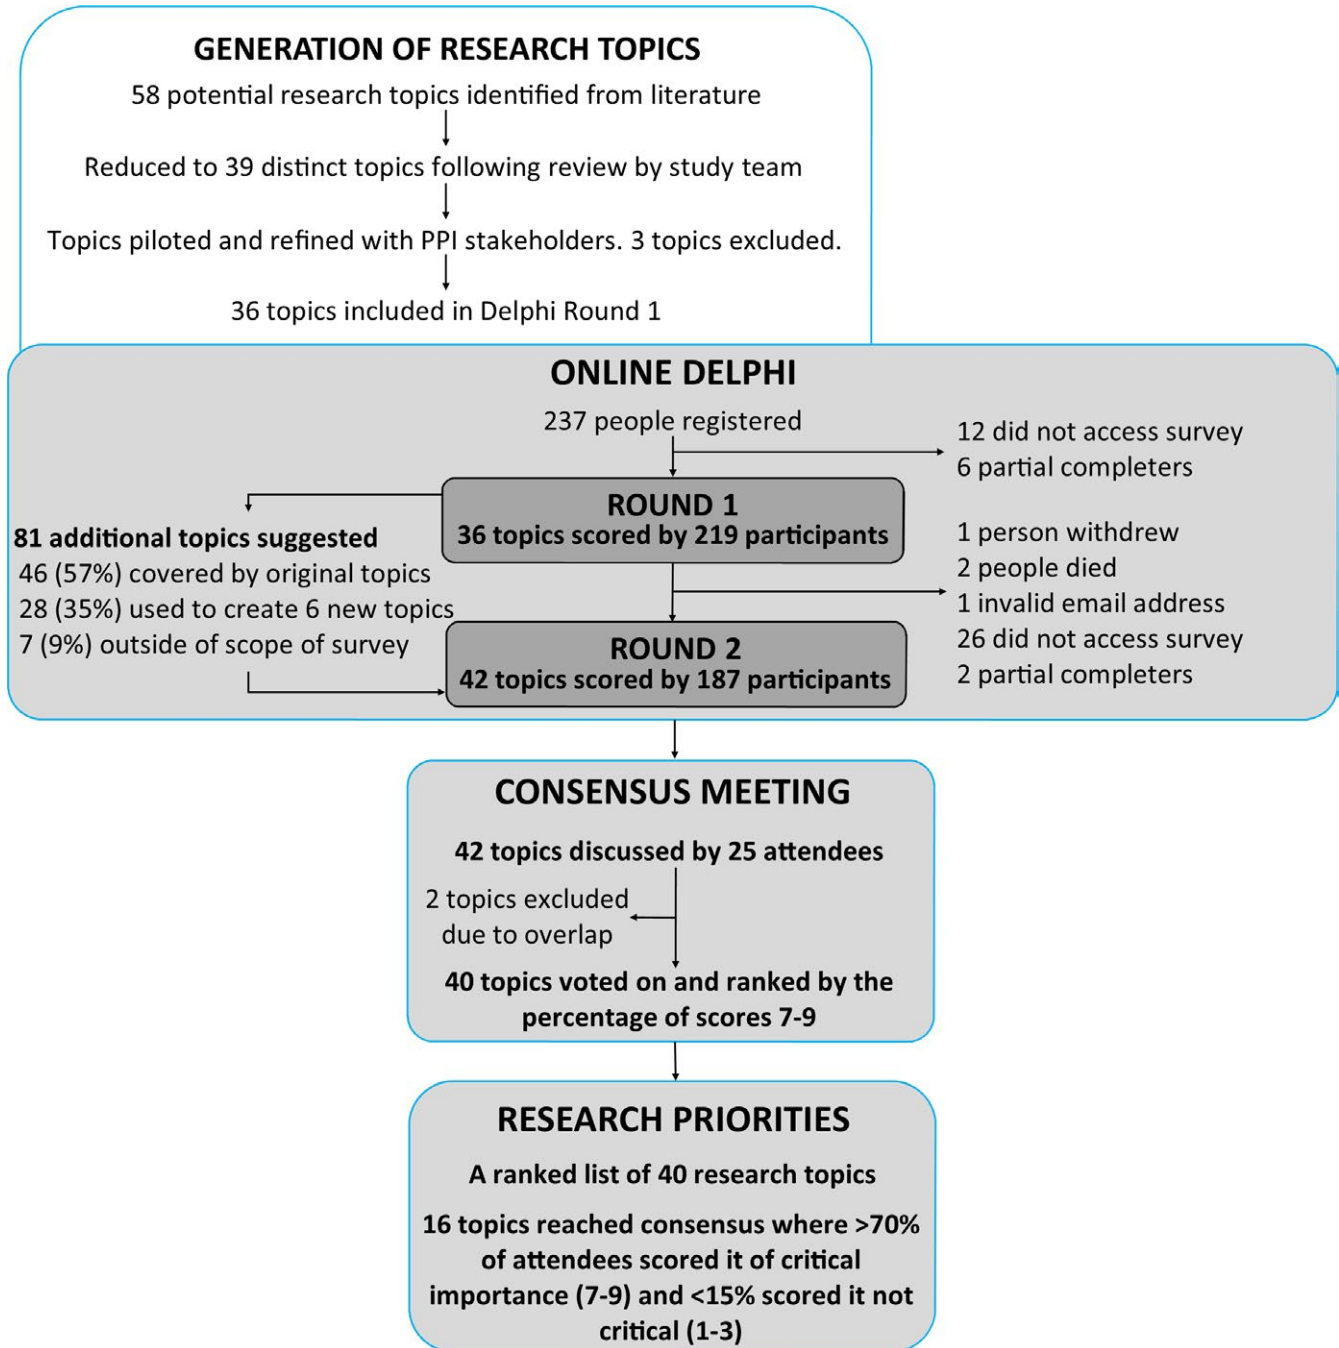 GENERATION OF RESEARCH TOPICS
58 potential research topics identified from literature
Reduced to 39 distinct topics following review by study team
Topics piloted and refined with PPI stakeholders. 3 topics excluded.
36 topics included in Delphi Round 1
ONLINE DELPHI
237 people registered
12 did not access survey
6 partial completers
ROUND 1
36 topics scored by 219 participants
81 additional topics suggested
46 (57%) covered by original topics
28 (35%) used to create 6 new topics
7 (9%) outside of scope of survey
1 person withdrew
2 people died
1 invalid email address
26 did not access survey
2 partial completers
ROUND 2
42 topics scored by 187 participants
CONSENSUS MEETING
42 topics discussed by 25 attendees
2 topics excluded
due to overlap
40 topics voted on and ranked by the
percentage of scores 7-9
RESEARCH PRIORITIES
A ranked list of 40 research topics
16 topics reached consensus where >70%
of attendees scored it of critical
importance (7-9) and <15% scored it not
critical (1-3)